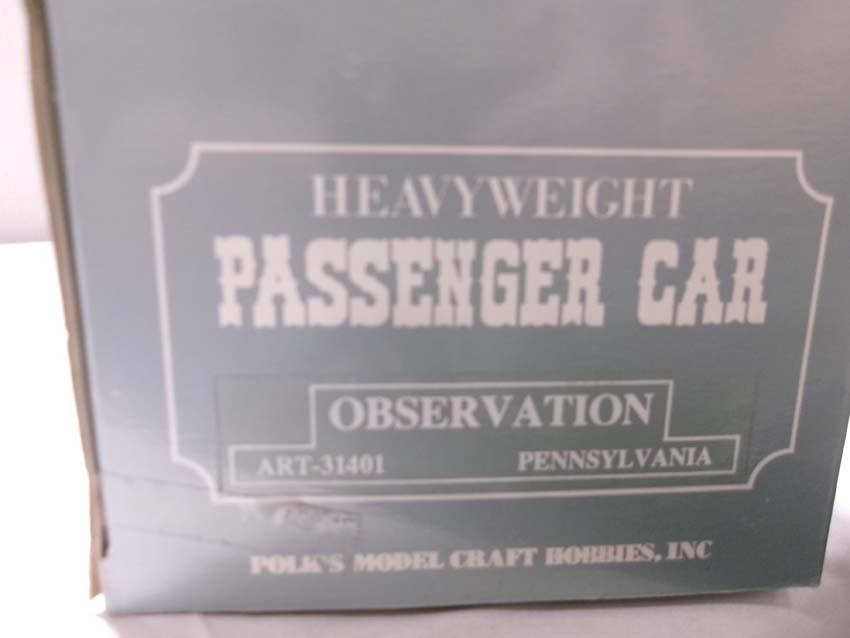 HEAVYWEIGHT
PASSENGER CAR
OBSERVATION
ART-31401 PENNSYLVANIA
POLK'S MODEL CRAFT HOBBIES, INC